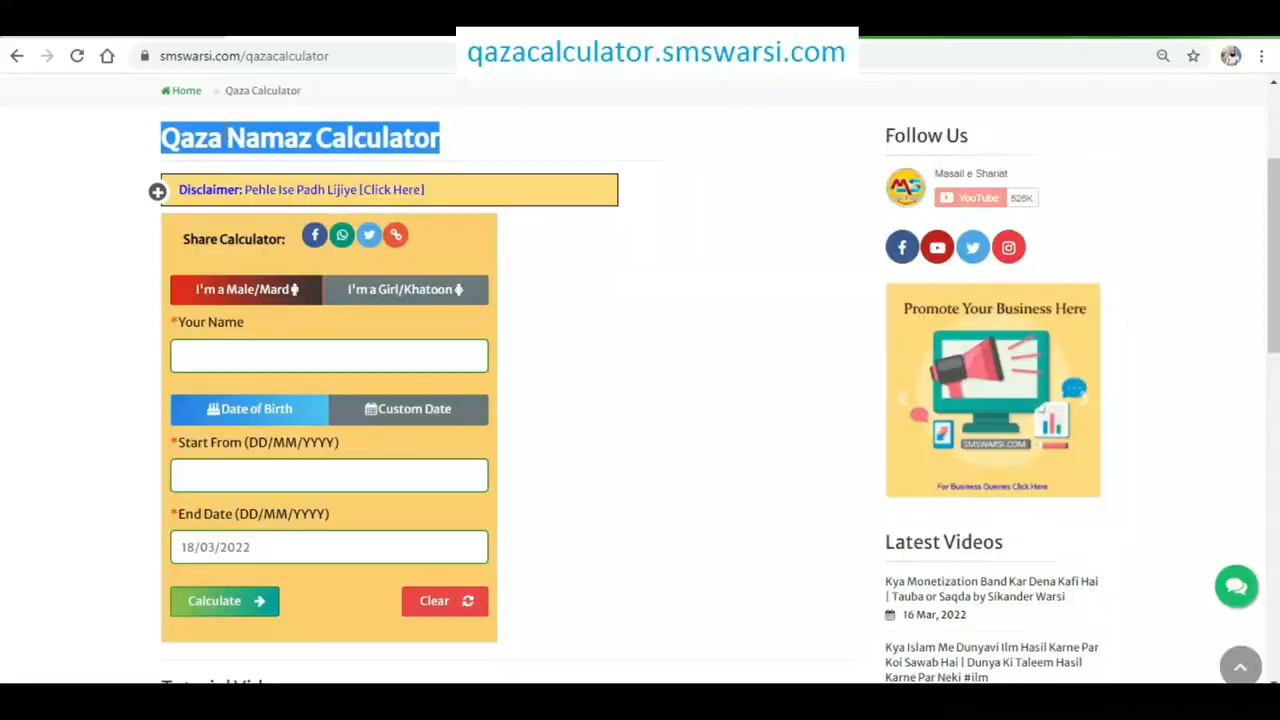 qazacalculator.smswarsi.com
smswarsi.com/qazacalculator
Home
Qaza Calculator
Qaza Namaz Calculator
Disclaimer: Pehle Ise Padh Lijiye [Click Here]
Share Calculator:
I'm a Male/Mard
I'm a Girl/Khatoon
*Your Name
Date of Birth
Custom Date
*Start From (DD/MM/YYYY)
*End Date (DD/MM/YYYY)
18/03/2022
Calculate
Clear
Follow Us
Masail e Shariat
YouTube
526K
Promote Your Business Here
SMSWARSI.COM
For Business Queries Click Here
Latest Videos
Kya Monetization Band Kar Dena Kafi Hai
| Tauba or Saqda by Sikander Warsi
16 Mar, 2022
Kya Islam Me Dunyavi Ilm Hasil Karne Par
Koi Sawab Hai | Dunya Ki Taleem Hasil
Karne Par Neki #ilm